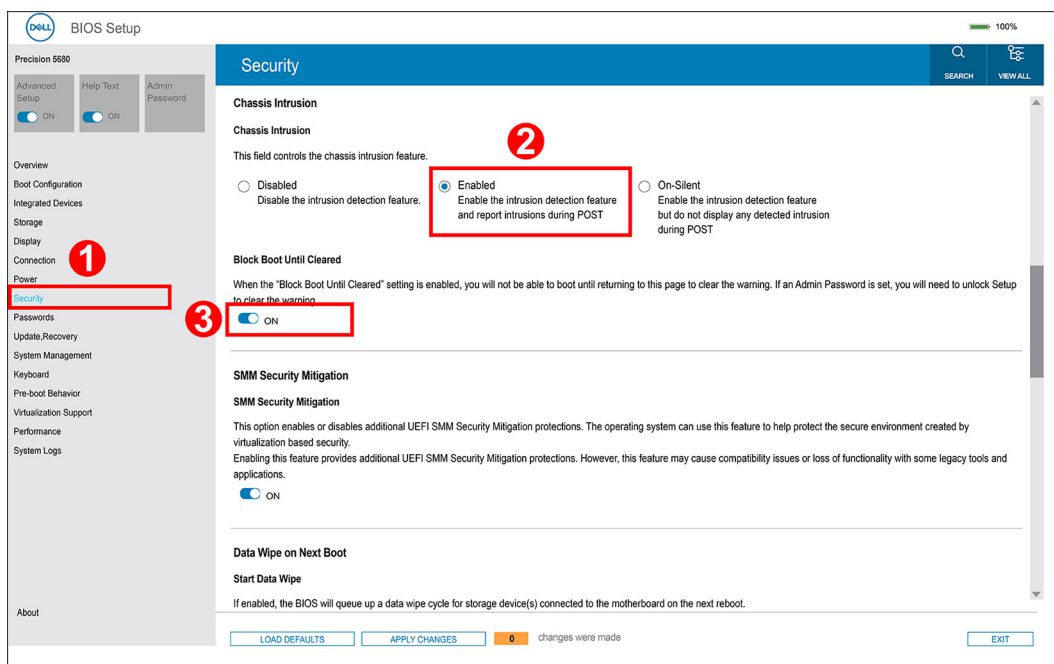 DELL
BIOS Setup
100%
Precision 5680
Advanced
Setup
ON
Help Text
ON
Admin
Password
Overview
Boot Configuration
Integrated Devices
Storage
Display
Connection
1
Power
Security
Passwords
Update,Recovery
System Management
Keyboard
Pre-boot Behavior
Virtualization Support
Performance
System Logs
About
Security
SEARCH
VIEW ALL
Chassis Intrusion
Chassis Intrusion
This field controls the chassis intrusion feature.
2
Disabled
Disable the intrusion detection feature.
Enabled
Enable the intrusion detection feature
and report intrusions during POST
On-Silent
Enable the intrusion detection feature
but do not display any detected intrusion
during POST
Block Boot Until Cleared
When the "Block Boot Until Cleared" setting is enabled, you will not be able to boot until returning to this page to clear the warning. If an Admin Password is set, you will need to unlock Setup
to clear the warning.
3
ON
SMM Security Mitigation
SMM Security Mitigation
This option enables or disables additional UEFI SMM Security Mitigation protections. The operating system can use this feature to help protect the secure environment created by
virtualization based security.
Enabling this feature provides additional UEFI SMM Security Mitigation protections. However, this feature may cause compatibility issues or loss of functionality with some legacy tools and
applications.
ON
Data Wipe on Next Boot
Start Data Wipe
If enabled, the BIOS will queue up a data wipe cycle for storage device(s) connected to the motherboard on the next reboot.
LOAD DEFAULTS
APPLY CHANGES
0
changes were made
EXIT